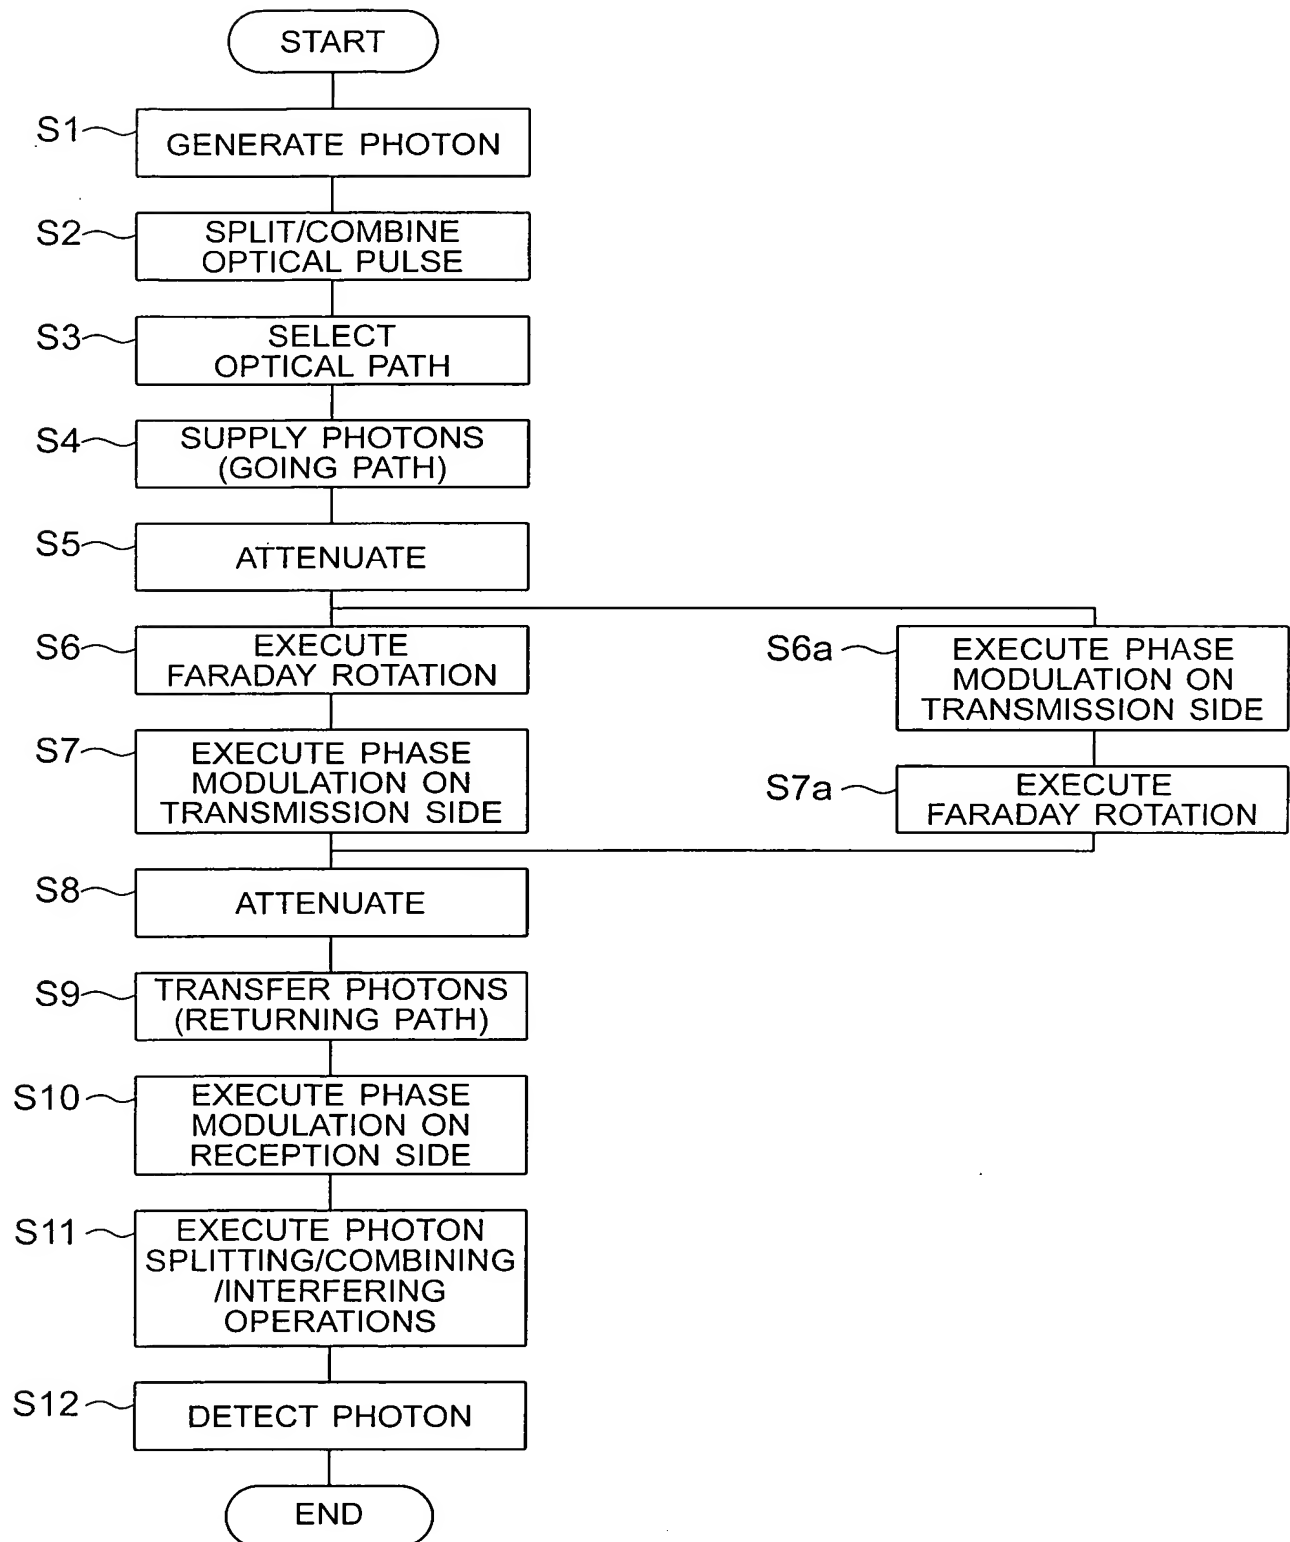 START
S1
GENERATE PHOTON
S2
SPLIT/COMBINE
OPTICAL PULSE
S3
SELECT
OPTICAL PATH
S4
SUPPLY PHOTONS
(GOING PATH)
S5
ATTENUATE
S6
EXECUTE
FARADAY ROTATION
S7
EXECUTE PHASE
MODULATION ON
TRANSMISSION SIDE
S6a
EXECUTE PHASE
MODULATION ON
TRANSMISSION SIDE
S7a
EXECUTE
FARADAY ROTATION
S8
ATTENUATE
S9
TRANSFER PHOTONS
(RETURNING PATH)
S10
EXECUTE PHASE
MODULATION ON
RECEPTION SIDE
S11
EXECUTE PHOTON
SPLITTING/COMBINING
/INTERFERING
OPERATIONS
S12
DETECT PHOTON
END